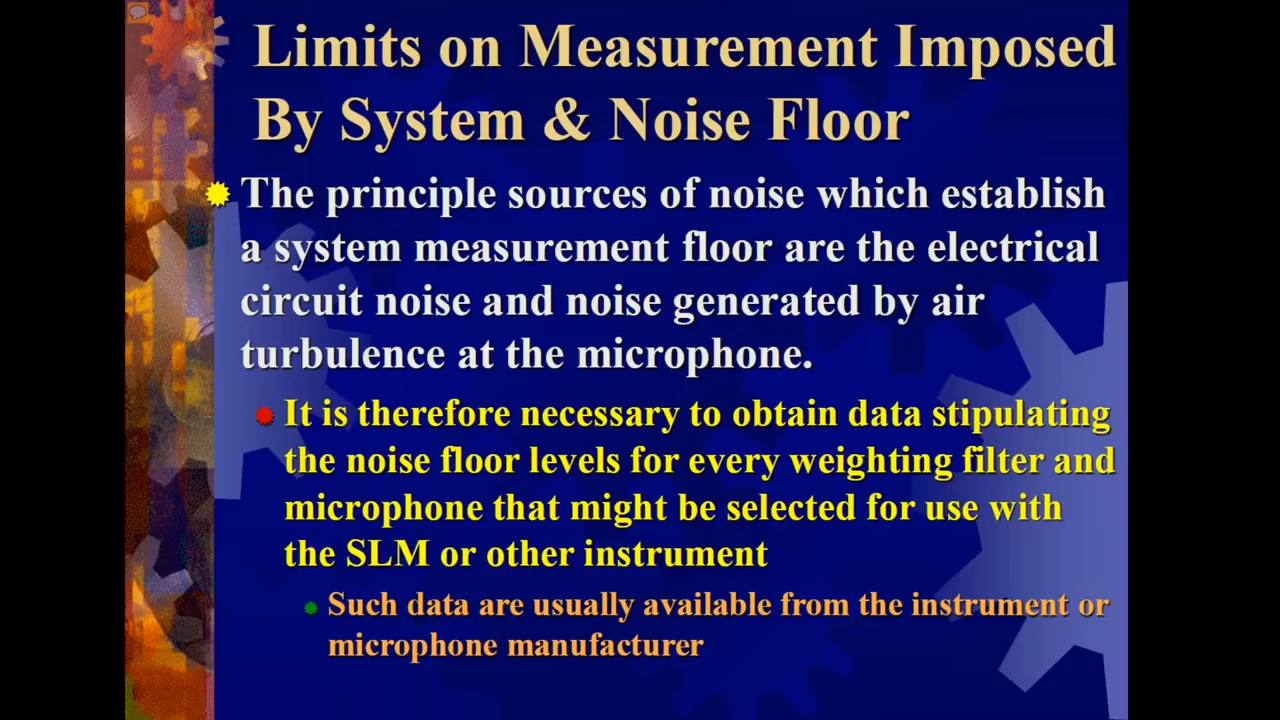 Limits on Measurement Imposed
By System & Noise Floor
The principle sources of noise which establish
a system measurement floor are the electrical
circuit noise and noise generated by air
turbulence at the microphone.
It is therefore necessary to obtain data stipulating
the noise floor levels for every weighting filter and
microphone that might be selected for use with
the SLM or other instrument
Such data are usually available from the instrument or
microphone manufacturer